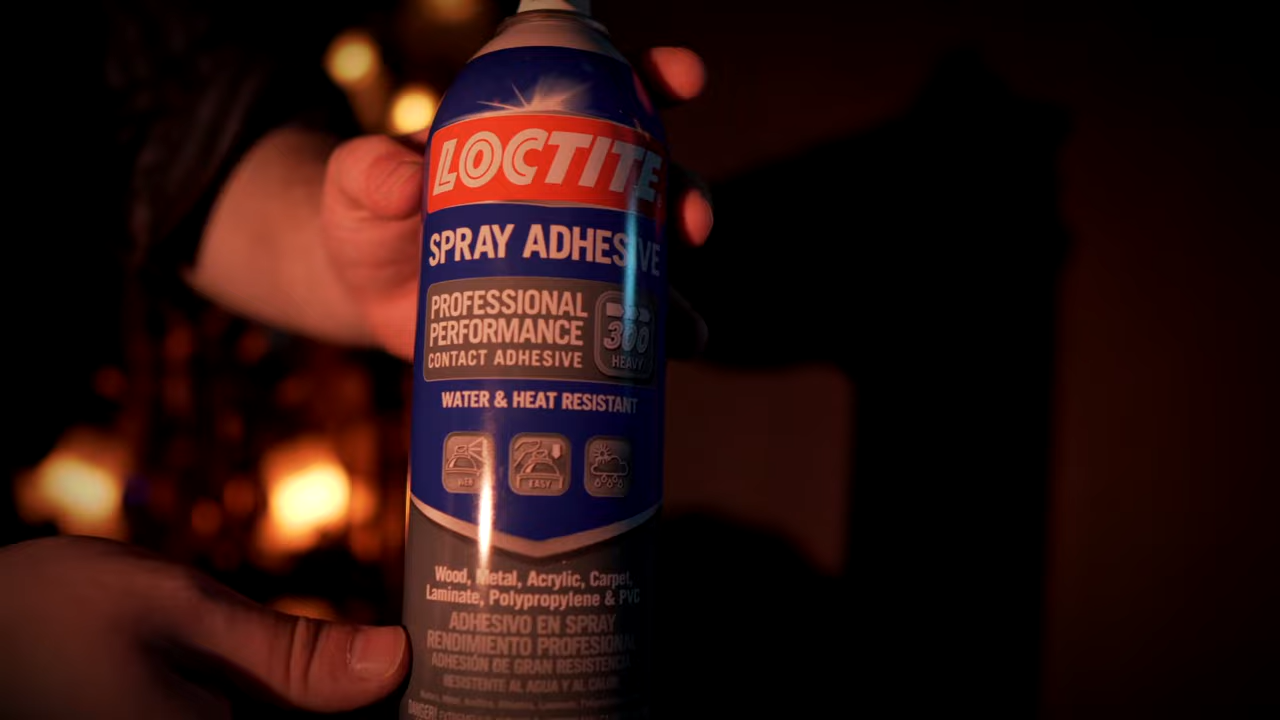 LOCTITE
SPRAY ADHESIVE
PROFESSIONAL
PERFORMANCE
CONTACT ADHESIVE
300
HEAVY
WATER & HEAT RESISTANT
WEB
EASY
Wood, Metal, Acrylic, Carpet,
Laminate, Polypropylene & PVC
ADHESIVO EN SPRAY
RENDIMIENTO PROFESIONAL
ADHESIÓN DE GRAN RESISTENCIA
RESISTENTE AL AGUA Y AL CALOR